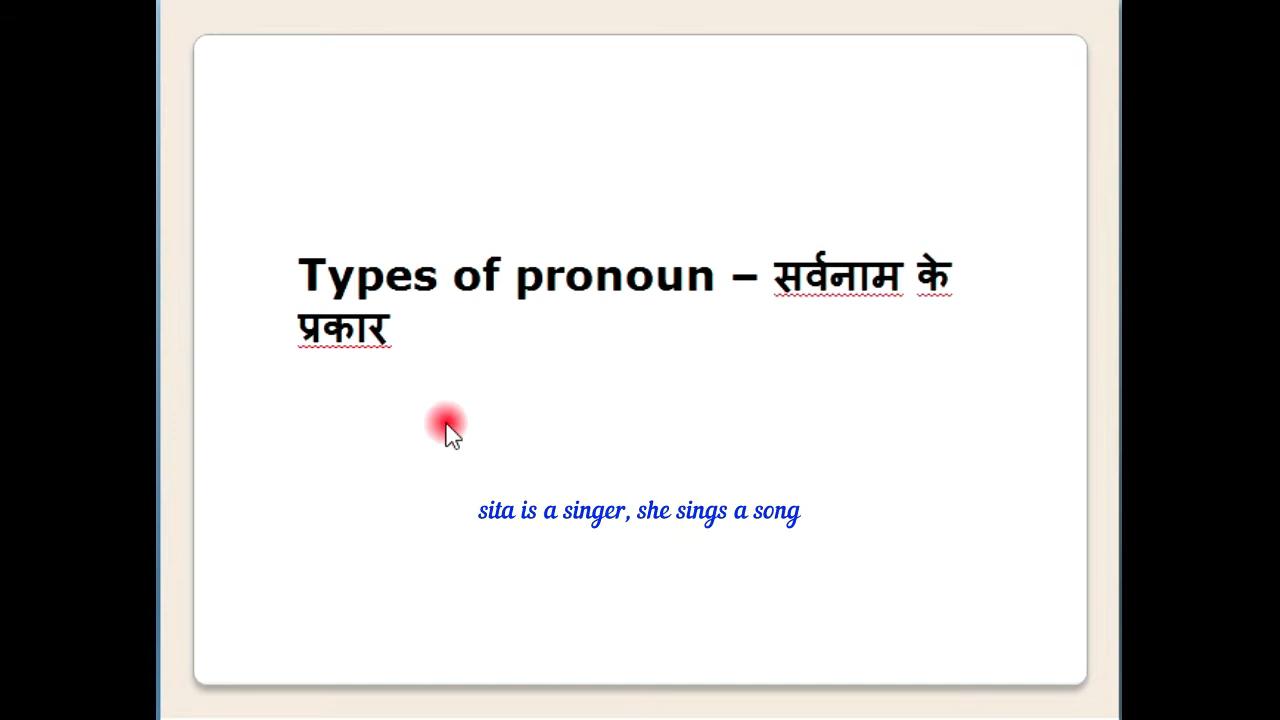 Types of pronoun – सर्वनाम के
प्रकार
sita is a singer, she sings a song